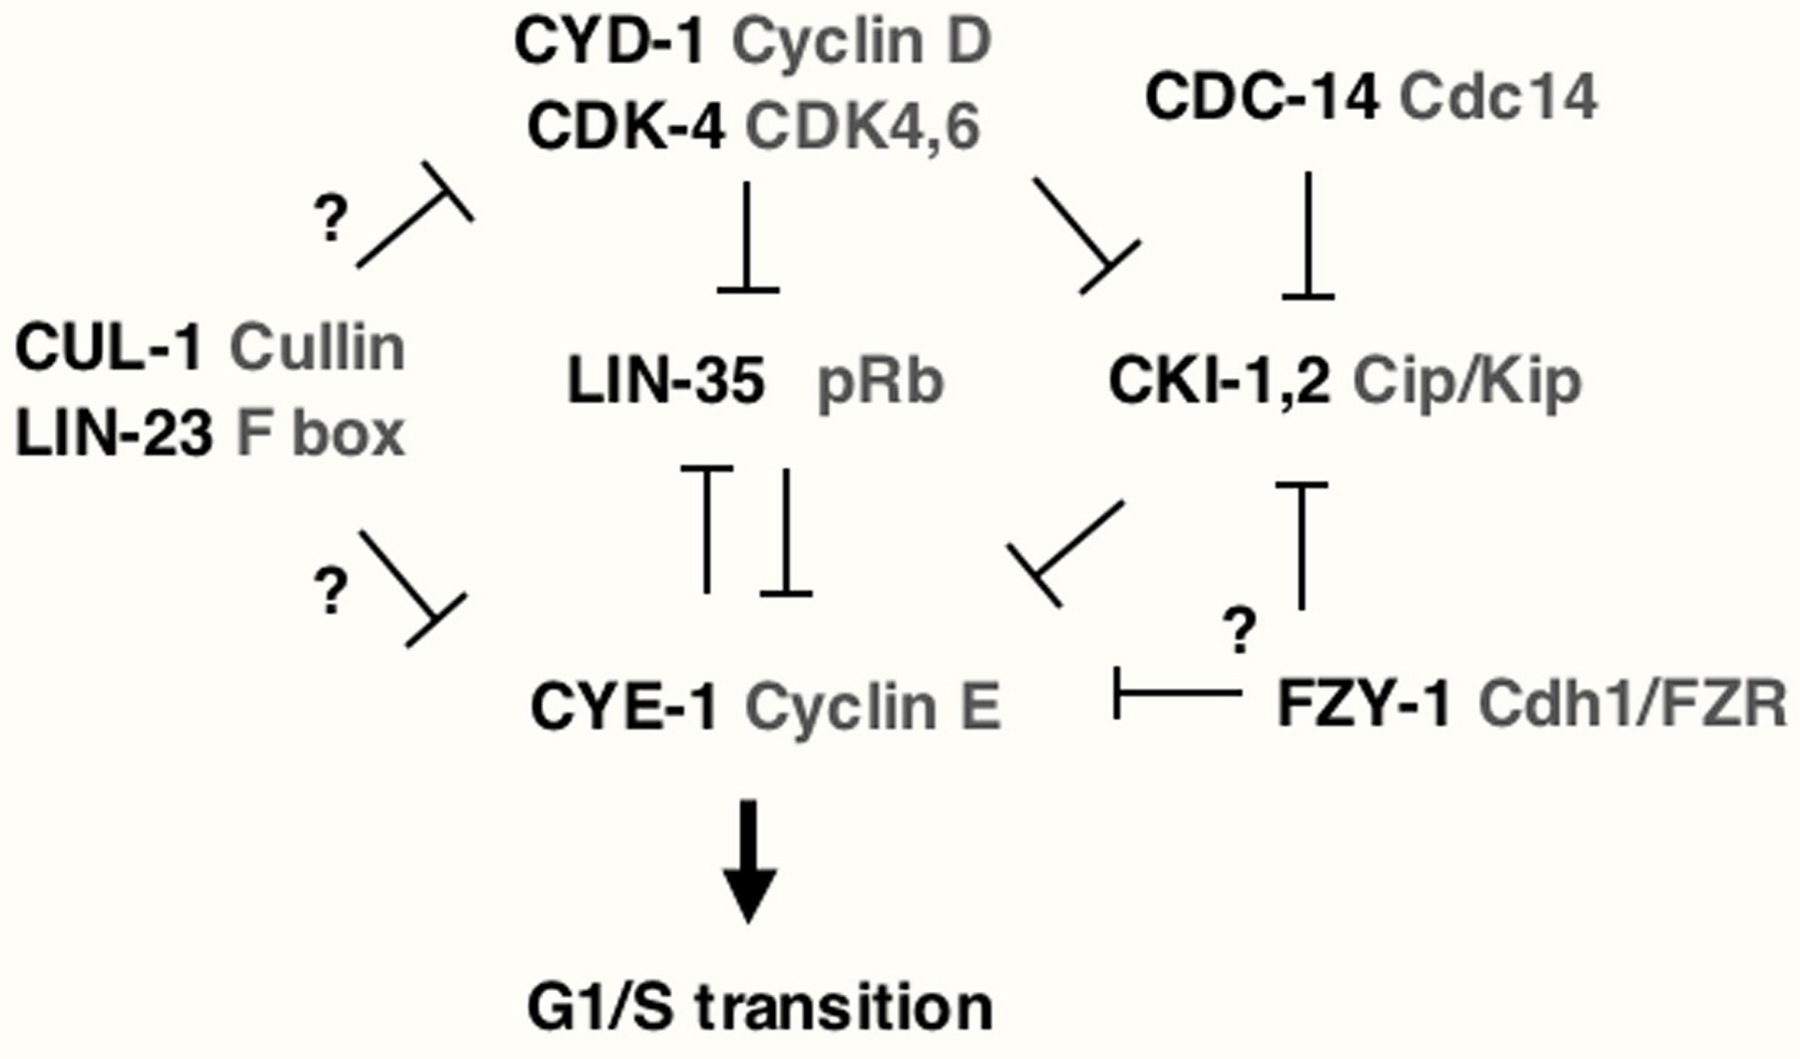 CYD-1 Cyclin D
CDK-4 CDK4,6
CDC-14 Cdc14
?
CUL-1 Cullin
LIN-23 F box
LIN-35 pRb
CKI-1,2 Cip/Kip
?
?
CYE-1 Cyclin E
FZY-1 Cdh1/FZR
G1/S transition